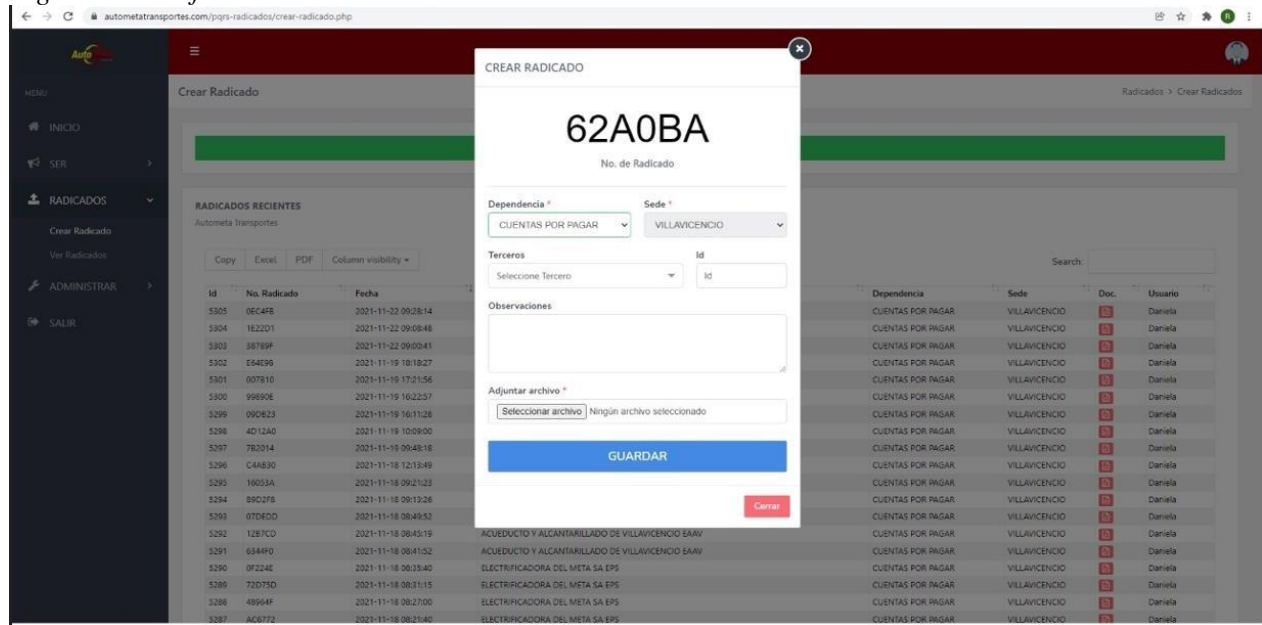 autometatransportes.com/pqrs-radicados/crear-radicado.php
R
Auto
MENU
INICIO
SER
RADICADOS
Crear Radicado
Ver Radicados
ADMINISTRAR
SALIR
Crear Radicado
Radicados > Crear Radicados
CREAR RADICADO
62A0BA
No. de Radicado
Dependencia * Sede *
CUENTAS POR PAGAR VILLAVICENCIO
Terceros Id
Seleccione Tercero Id
Observaciones
Adjuntar archivo *
Seleccionar archivo Ningún archivo seleccionado
GUARDAR
Cerrar
RADICADOS RECIENTES
Autometa Transportes
Copy Excel PDF Column visibility
Search:
Id No. Radicado Fecha Dependencia Sede Doc. Usuario
5305 0EC4FB 2021-11-22 09:28:14 CUENTAS POR PAGAR VILLAVICENCIO Daniela
5304 1E22D1 2021-11-22 09:08:48 CUENTAS POR PAGAR VILLAVICENCIO Daniela
5303 38789F 2021-11-22 09:00:41 CUENTAS POR PAGAR VILLAVICENCIO Daniela
5302 E64E96 2021-11-19 18:18:27 CUENTAS POR PAGAR VILLAVICENCIO Daniela
5301 007810 2021-11-19 17:21:56 CUENTAS POR PAGAR VILLAVICENCIO Daniela
5300 99890E 2021-11-19 16:22:57 CUENTAS POR PAGAR VILLAVICENCIO Daniela
5299 09DE23 2021-11-19 16:11:28 CUENTAS POR PAGAR VILLAVICENCIO Daniela
5298 4D12A0 2021-11-19 10:09:00 CUENTAS POR PAGAR VILLAVICENCIO Daniela
5297 7B2014 2021-11-19 09:48:18 CUENTAS POR PAGAR VILLAVICENCIO Daniela
5296 C4AB30 2021-11-18 12:13:49 CUENTAS POR PAGAR VILLAVICENCIO Daniela
5295 16053A 2021-11-18 09:21:23 CUENTAS POR PAGAR VILLAVICENCIO Daniela
5294 B9D2F8 2021-11-18 09:13:26 CUENTAS POR PAGAR VILLAVICENCIO Daniela
5293 07DEDD 2021-11-18 08:49:52 CUENTAS POR PAGAR VILLAVICENCIO Daniela
5292 12B7CD 2021-11-18 08:45:19 ACUEDUCTO Y ALCANTARILLADO DE VILLAVICENCIO EAAV CUENTAS POR PAGAR VILLAVICENCIO Daniela
5291 6344F0 2021-11-18 08:41:52 ACUEDUCTO Y ALCANTARILLADO DE VILLAVICENCIO EAAV CUENTAS POR PAGAR VILLAVICENCIO Daniela
5290 0F224E 2021-11-18 08:35:40 ELECTRIFICADORA DEL META SA EPS CUENTAS POR PAGAR VILLAVICENCIO Daniela
5289 72D75D 2021-11-18 08:31:15 ELECTRIFICADORA DEL META SA EPS CUENTAS POR PAGAR VILLAVICENCIO Daniela
5288 48964F 2021-11-18 08:27:00 ELECTRIFICADORA DEL META SA EPS CUENTAS POR PAGAR VILLAVICENCIO Daniela
5287 AC6772 2021-11-18 08:21:40 ELECTRIFICADORA DEL META SA EPS CUENTAS POR PAGAR VILLAVICENCIO Daniela